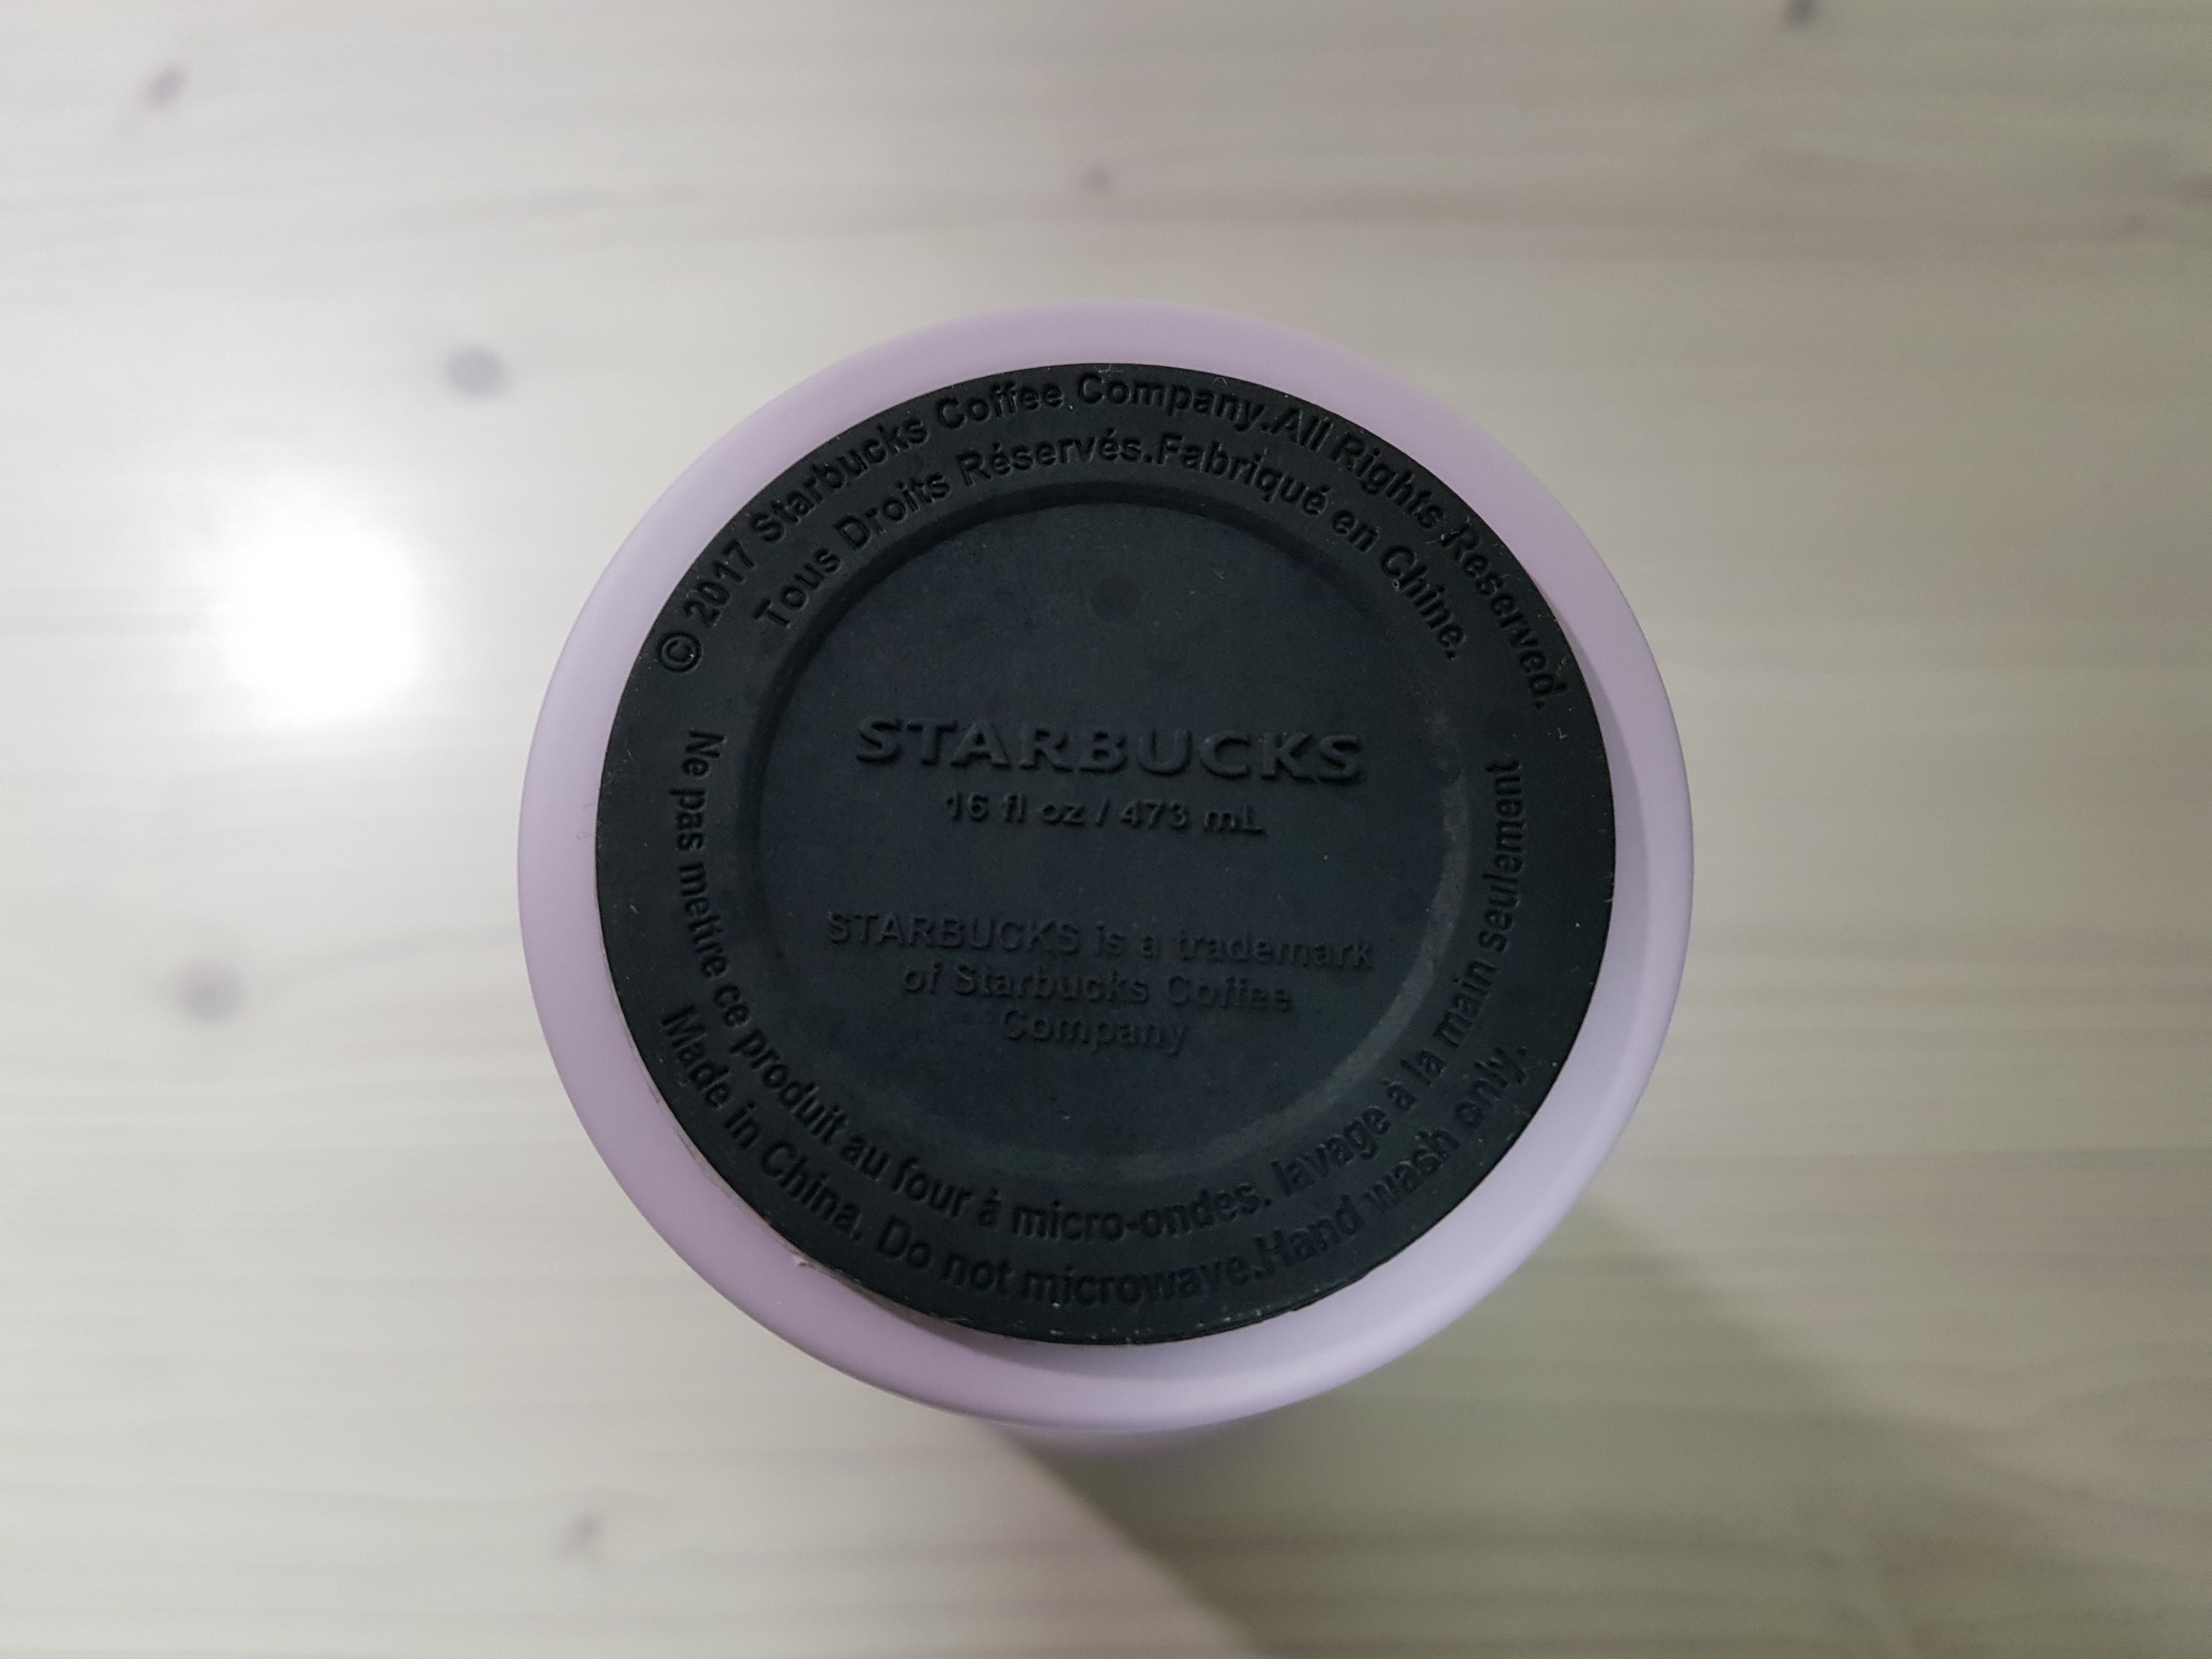 © 2017 Starbucks Coffee Company.All Rights Reserved.
Tous Droits Réservés.Fabriqué en Chine.
STARBUCKS
16 fl oz / 473 mL
STARBUCKS is a trademark
of Starbucks Coffee
Company
Ne pas mettre ce produit au four à micro-ondes. lavage à la main seulement
Made in China. Do not microwave.Hand wash only.